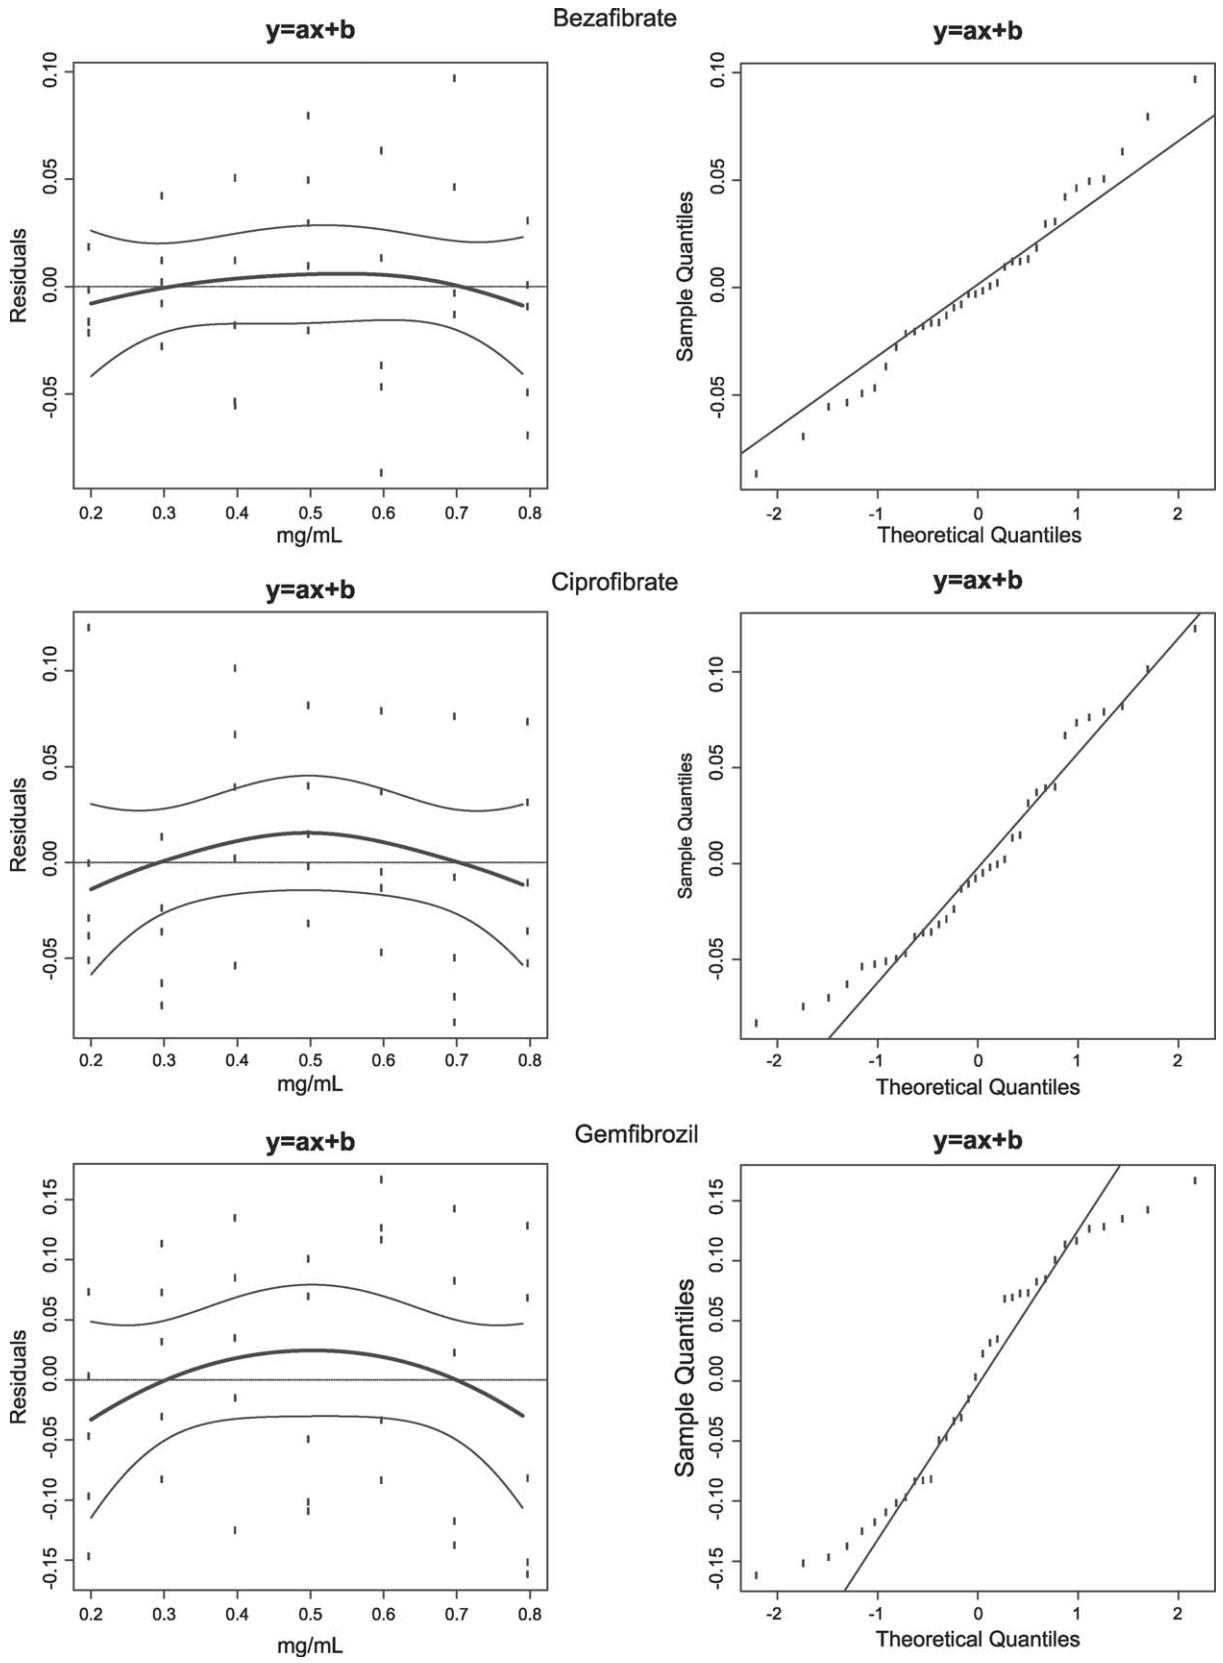 Bezafibrate
y=ax+b
y=ax+b
Residuals
0.10
0.05
0.00
-0.05
0.2 0.3 0.4 0.5 0.6 0.7 0.8
mg/mL
Sample Quantiles
0.10
0.05
0.00
-0.05
-2 -1 0 1 2
Theoretical Quantiles
Ciprofibrate
y=ax+b
y=ax+b
Residuals
0.10
0.05
0.00
-0.05
0.2 0.3 0.4 0.5 0.6 0.7 0.8
mg/mL
Sample Quantiles
0.10
0.05
0.00
-0.05
-2 -1 0 1 2
Theoretical Quantiles
Gemfibrozil
y=ax+b
y=ax+b
Residuals
0.15
0.10
0.05
0.00
-0.05
-0.10
-0.15
0.2 0.3 0.4 0.5 0.6 0.7 0.8
mg/mL
Sample Quantiles
0.15
0.10
0.05
0.00
-0.05
-0.10
-0.15
-2 -1 0 1 2
Theoretical Quantiles